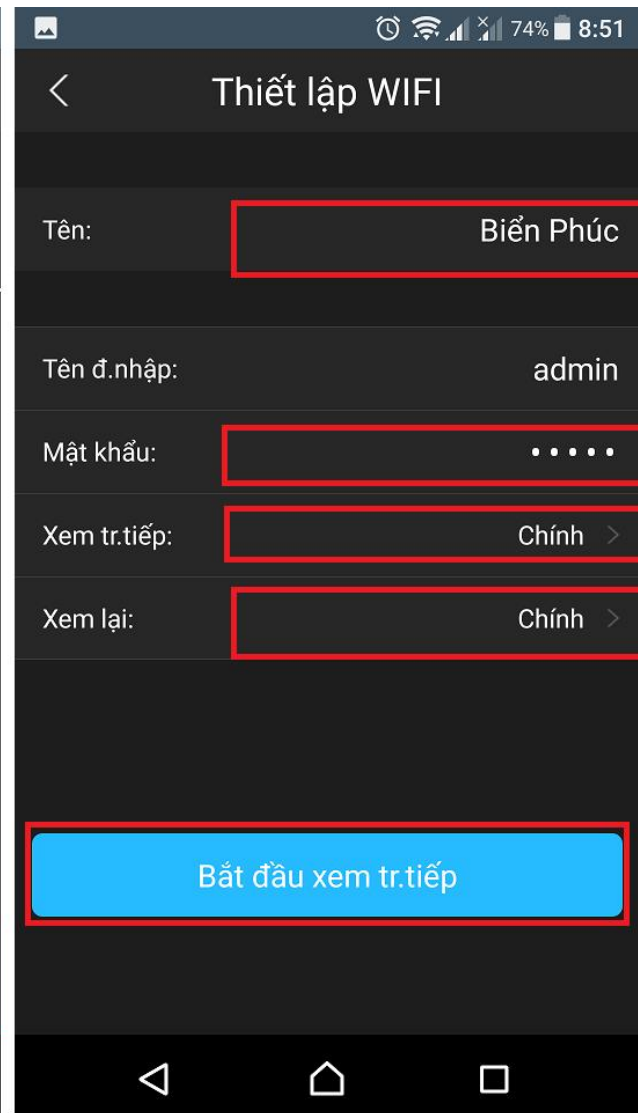 74% 8:51
Thiết lập WIFI
Tên: Biển Phúc
Tên đ.nhập: admin
Mật khẩu: •••••
Xem tr.tiếp: Chính >
Xem lại: Chính >
Bắt đầu xem tr.tiếp